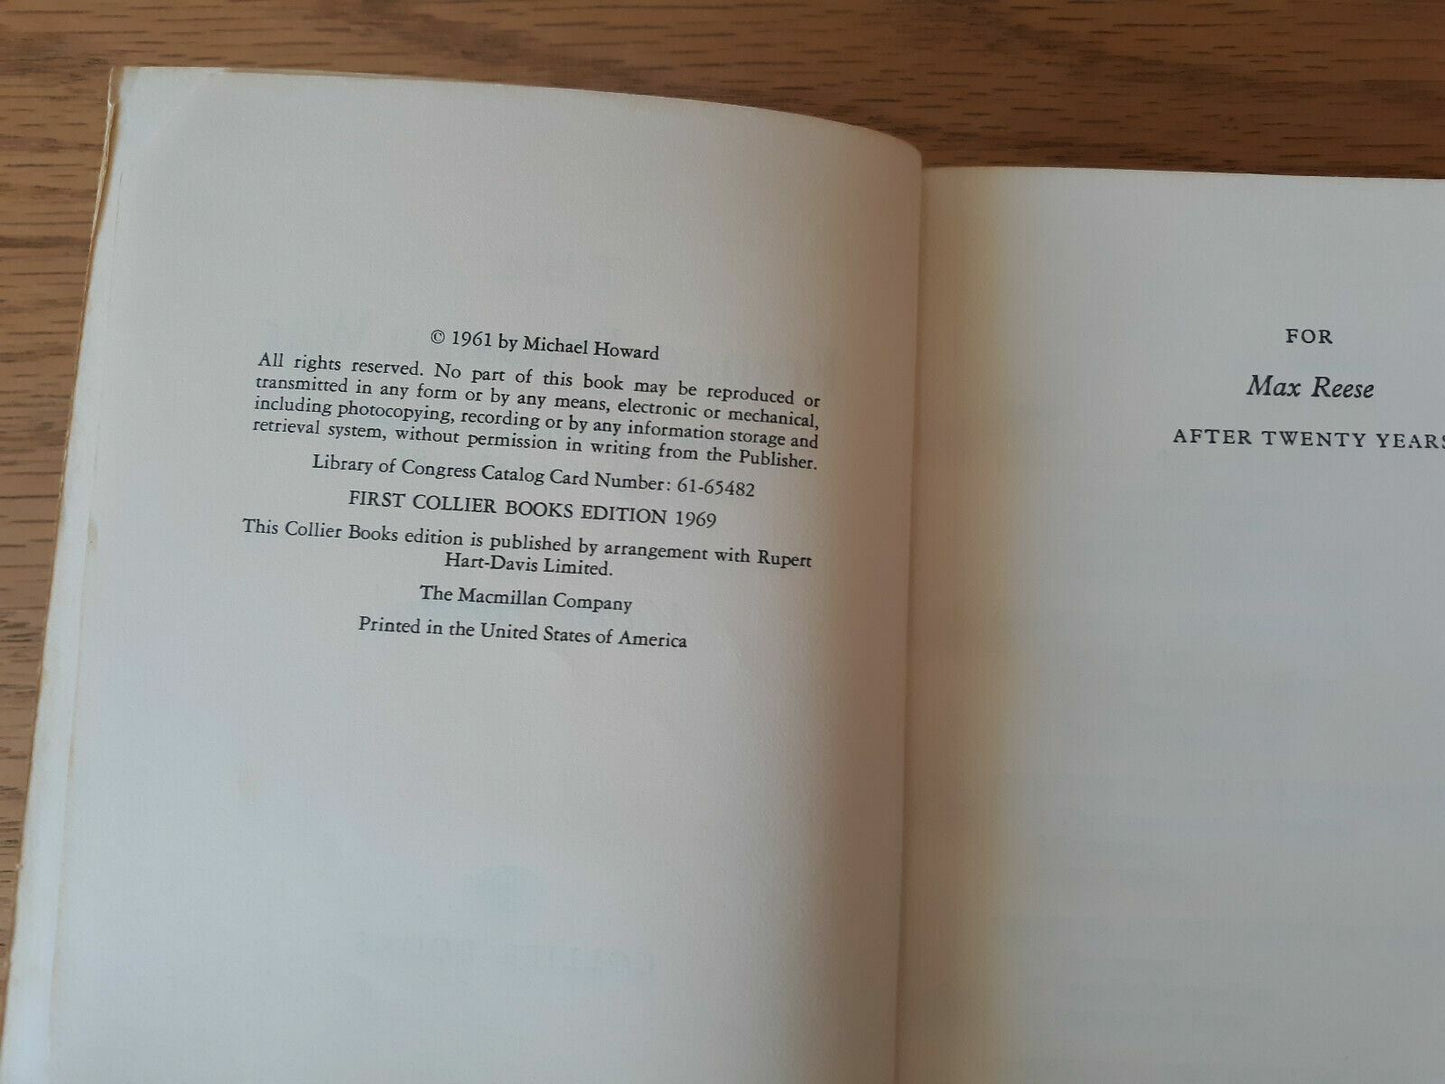 © 1961 by Michael Howard
All rights reserved. No part of this book may be reproduced or
transmitted in any form or by any means, electronic or mechanical,
including photocopying, recording or by any information storage and
retrieval system, without permission in writing from the Publisher.
Library of Congress Catalog Card Number: 61-65482
FIRST COLLIER BOOKS EDITION 1969
This Collier Books edition is published by arrangement with Rupert
Hart-Davis Limited.
The Macmillan Company
Printed in the United States of America
FOR
Max Reese
AFTER TWENTY YEARS